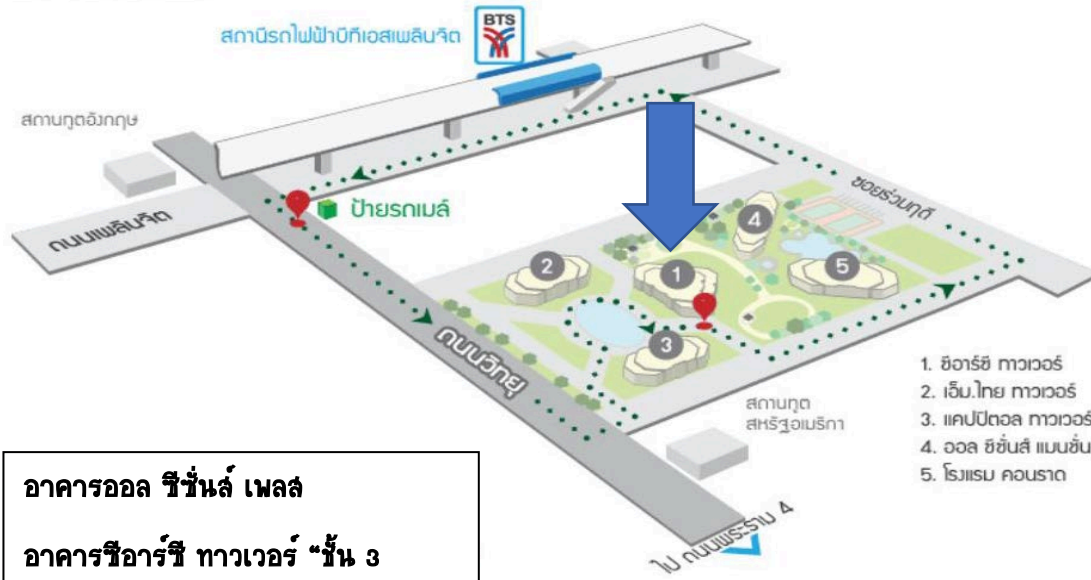 BTS
สถานีรถไฟฟ้าบีทีเอสเพลินจิต
สถานทูตอังกฤษ
ป้ายรถเมล์
ถนนเพลินจิต
ซอยร่วมฤดี
4
2
1
5
3
ถนนวิทยุ
สถานทูต
สหรัฐอเมริกา
1. ซีอาร์ซี ทาวเวอร์
2. เอ็ม.ไทย ทาวเวอร์
3. แคปปิตอล ทาวเวอร์
4. ออล ซีซั่นส์ แมนชั่น
5. โรงแรม คอนราด
ไป ถนนพระราม 4
อาคารออล ซีซั่นส์ เพลส
อาคารซีอาร์ซี ทาวเวอร์ “ชั้น 3